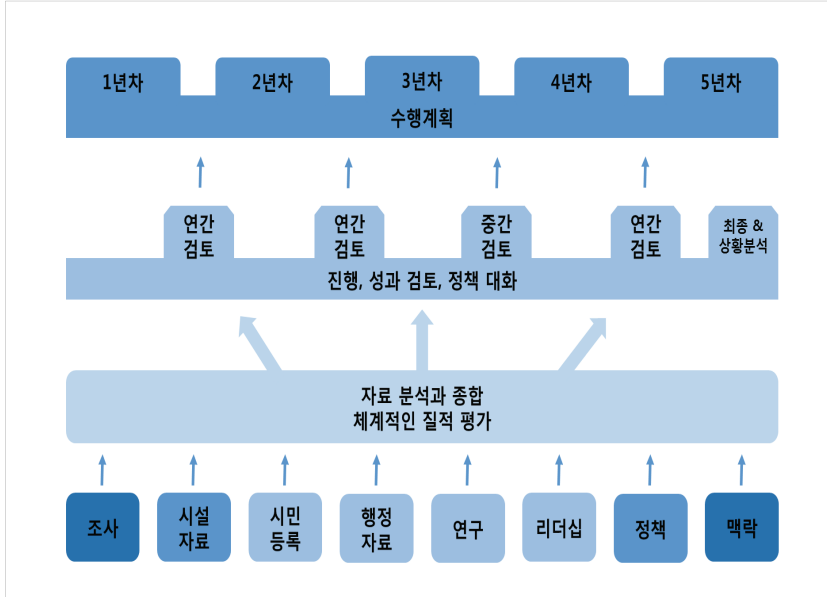 1년차
2년차
3년차
4년차
5년차
수행계획
연간
검토
연간
검토
중간
검토
연간
검토
최종 &
상황분석
진행, 성과 검토, 정책 대화
자료 분석과 종합
체계적인 질적 평가
조사
시설
자료
시민
등록
행정
자료
연구
리더십
정책
맥락